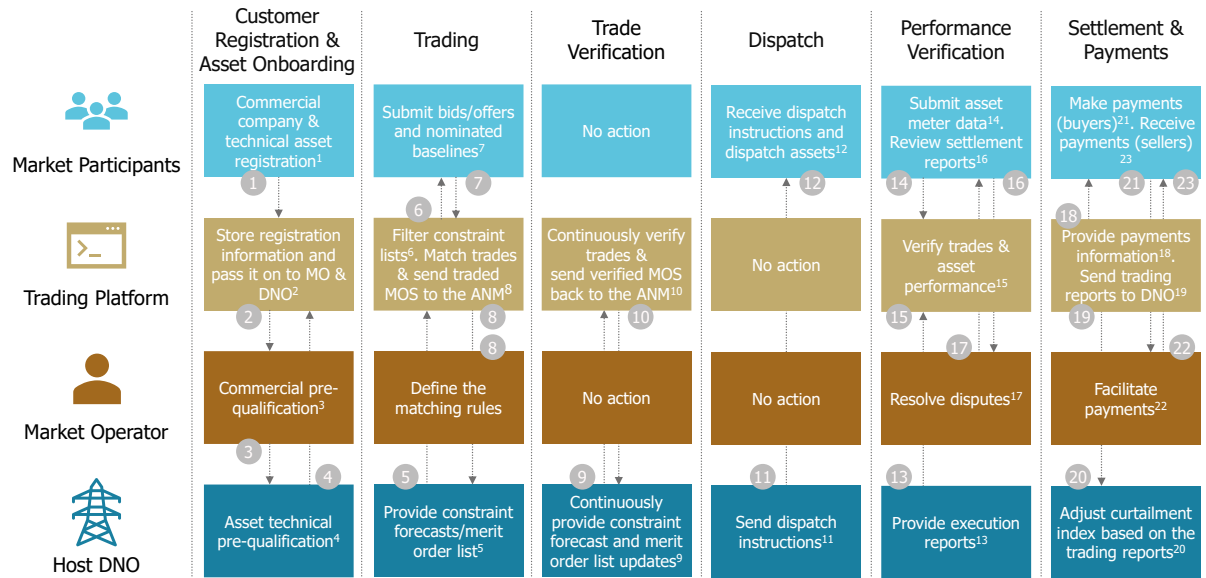 Customer
Registration &
Asset Onboarding
Trading
Trade
Verification
Dispatch
Performance
Verification
Settlement &
Payments
Market Participants
Commercial
company &
technical asset
registration¹
Submit bids/offers
and nominated
baselines⁷
No action
Receive dispatch
instructions and
dispatch assets¹²
Submit asset
meter data¹⁴.
Review settlement
reports¹⁶
Make payments
(buyers)²¹. Receive
payments (sellers)
²³
1
6
7
12
14
16
18
21
23
Trading Platform
Store registration
information and
pass it on to MO &
DNO²
Filter constraint
lists⁶. Match trades
& send traded
MOS to the ANM⁸
Continuously verify
trades &
send verified MOS
back to the ANM¹⁰
No action
Verify trades &
asset
performance¹⁵
Provide payments
information¹⁸.
Send trading
reports to DNO¹⁹
2
8
8
10
15
17
19
22
Market Operator
Commercial pre-
qualification³
Define the
matching rules
No action
No action
Resolve disputes¹⁷
Facilitate
payments²²
3
4
5
9
11
13
20
Host DNO
Asset technical
pre-qualification⁴
Provide constraint
forecasts/merit
order list⁵
Continuously
provide constraint
forecast and merit
order list updates⁹
Send dispatch
instructions¹¹
Provide execution
reports¹³
Adjust curtailment
index based on the
trading reports²⁰